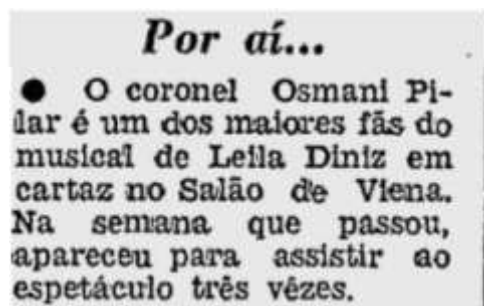 Por aí...
● O coronel Osmani Pi-
lar é um dos maiores fãs do
musical de Leila Diniz em
cartaz no Salão de Viena.
Na semana que passou,
apareceu para assistir ao
espetáculo três vêzes.